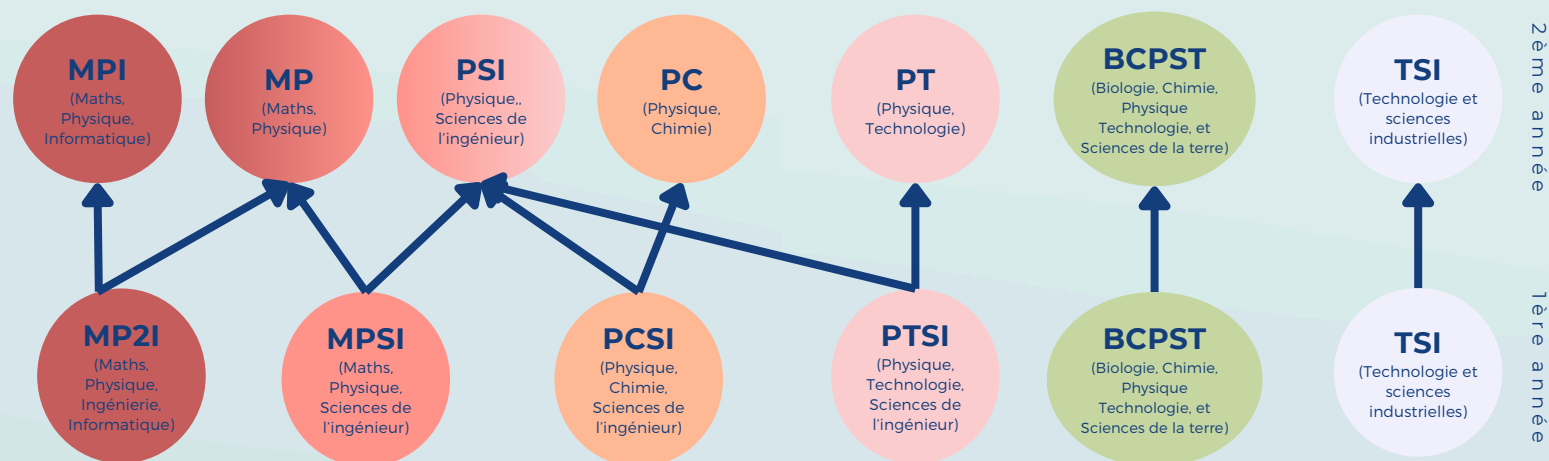 MPI
(Maths,
Physique,
Informatique)
MP
(Maths,
Physique)
PSI
(Physique,,
Sciences de
l'ingénieur)
PC
(Physique,
Chimie)
PT
(Physique,
Technologie)
BCPST
(Biologie, Chimie,
Physique
Technologie, et
Sciences de la terre)
TSI
(Technologie et
sciences
industrielles)
2ème année
MP2I
(Maths,
Physique,
Ingénierie,
Informatique)
MPSI
(Maths,
Physique,
Sciences de
l'ingénieur)
PCSI
(Physique,
Chimie,
Sciences de
l'ingénieur)
PTSI
(Physique,
Technologie,
Sciences de
l'ingénieur)
BCPST
(Biologie, Chimie,
Physique
Technologie, et
Sciences de la terre)
TSI
(Technologie et
sciences
industrielles)
1ère année